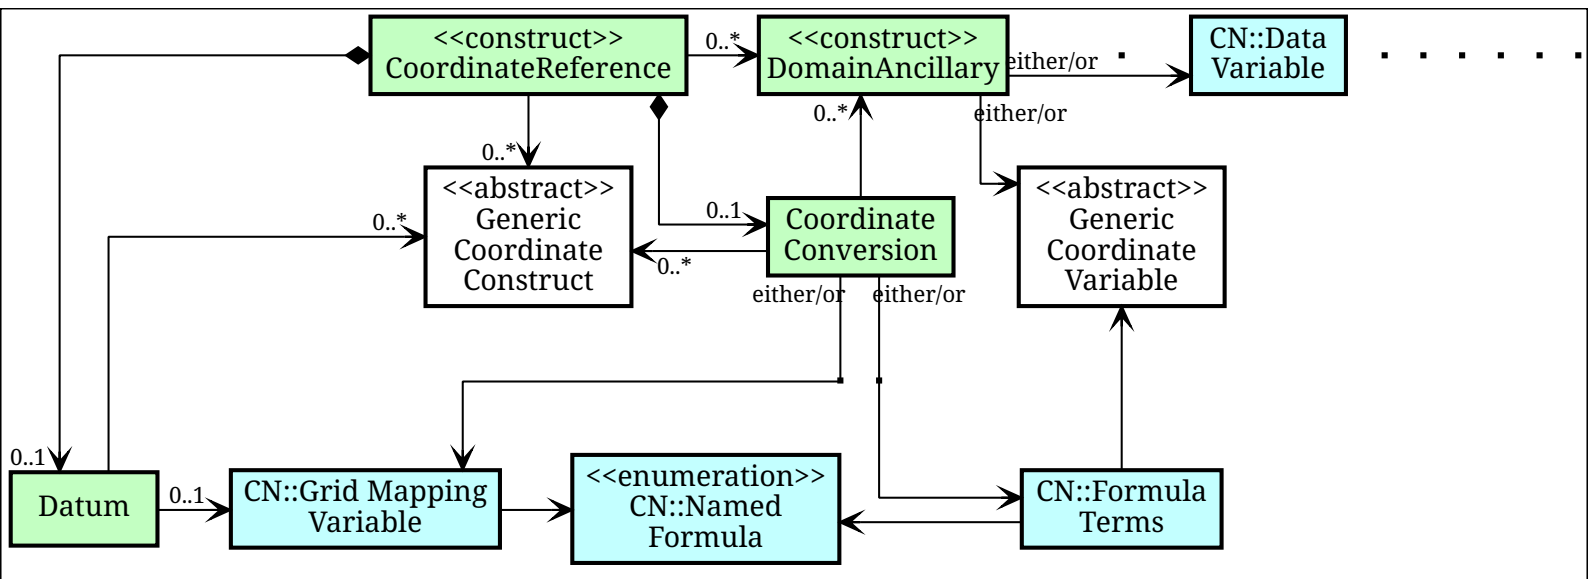 <<construct>>
CoordinateReference
0..*
<<construct>>
DomainAncillary
either/or
CN::Data
Variable
0..*
either/or
0..*
<<abstract>>
Generic
Coordinate
Construct
0..*
0..1
0..*
Coordinate
Conversion
<<abstract>>
Generic
Coordinate
Variable
either/or
either/or
0..1
Datum
0..1
CN::Grid Mapping
Variable
<<enumeration>>
CN::Named
Formula
CN::Formula
Terms